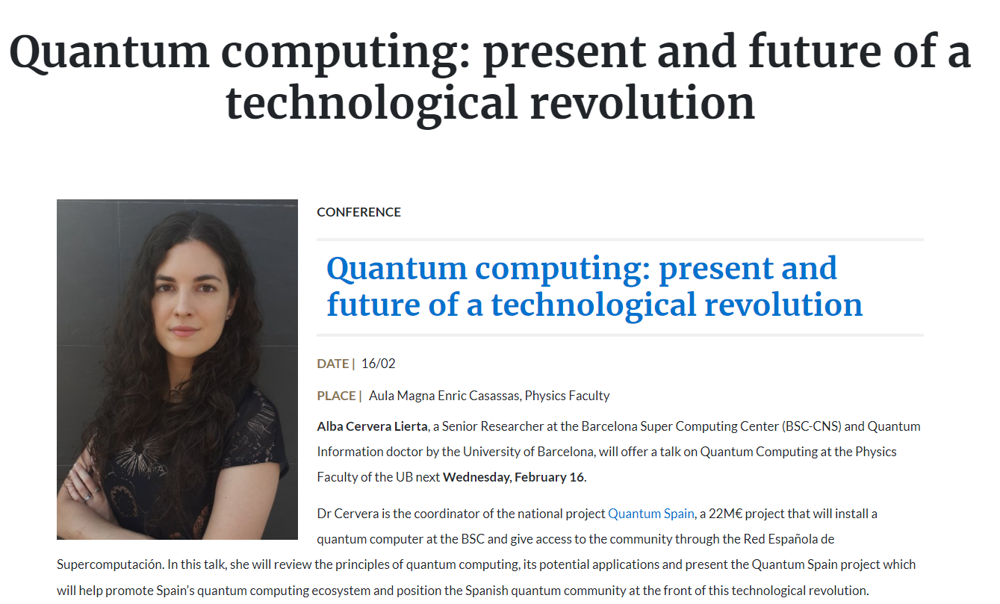 Quantum computing: present and future of a
technological revolution
CONFERENCE
Quantum computing: present and
future of a technological revolution
DATE | 16/02
PLACE | Aula Magna Enric Casassas, Physics Faculty
Alba Cervera Lierta, a Senior Researcher at the Barcelona Super Computing Center (BSC-CNS) and Quantum
Information doctor by the University of Barcelona, will offer a talk on Quantum Computing at the Physics
Faculty of the UB next Wednesday, February 16.
Dr Cervera is the coordinator of the national project Quantum Spain, a 22M€ project that will install a
quantum computer at the BSC and give access to the community through the Red Española de
Supercomputación. In this talk, she will review the principles of quantum computing, its potential applications and present the Quantum Spain project which
will help promote Spain’s quantum computing ecosystem and position the Spanish quantum community at the front of this technological revolution.